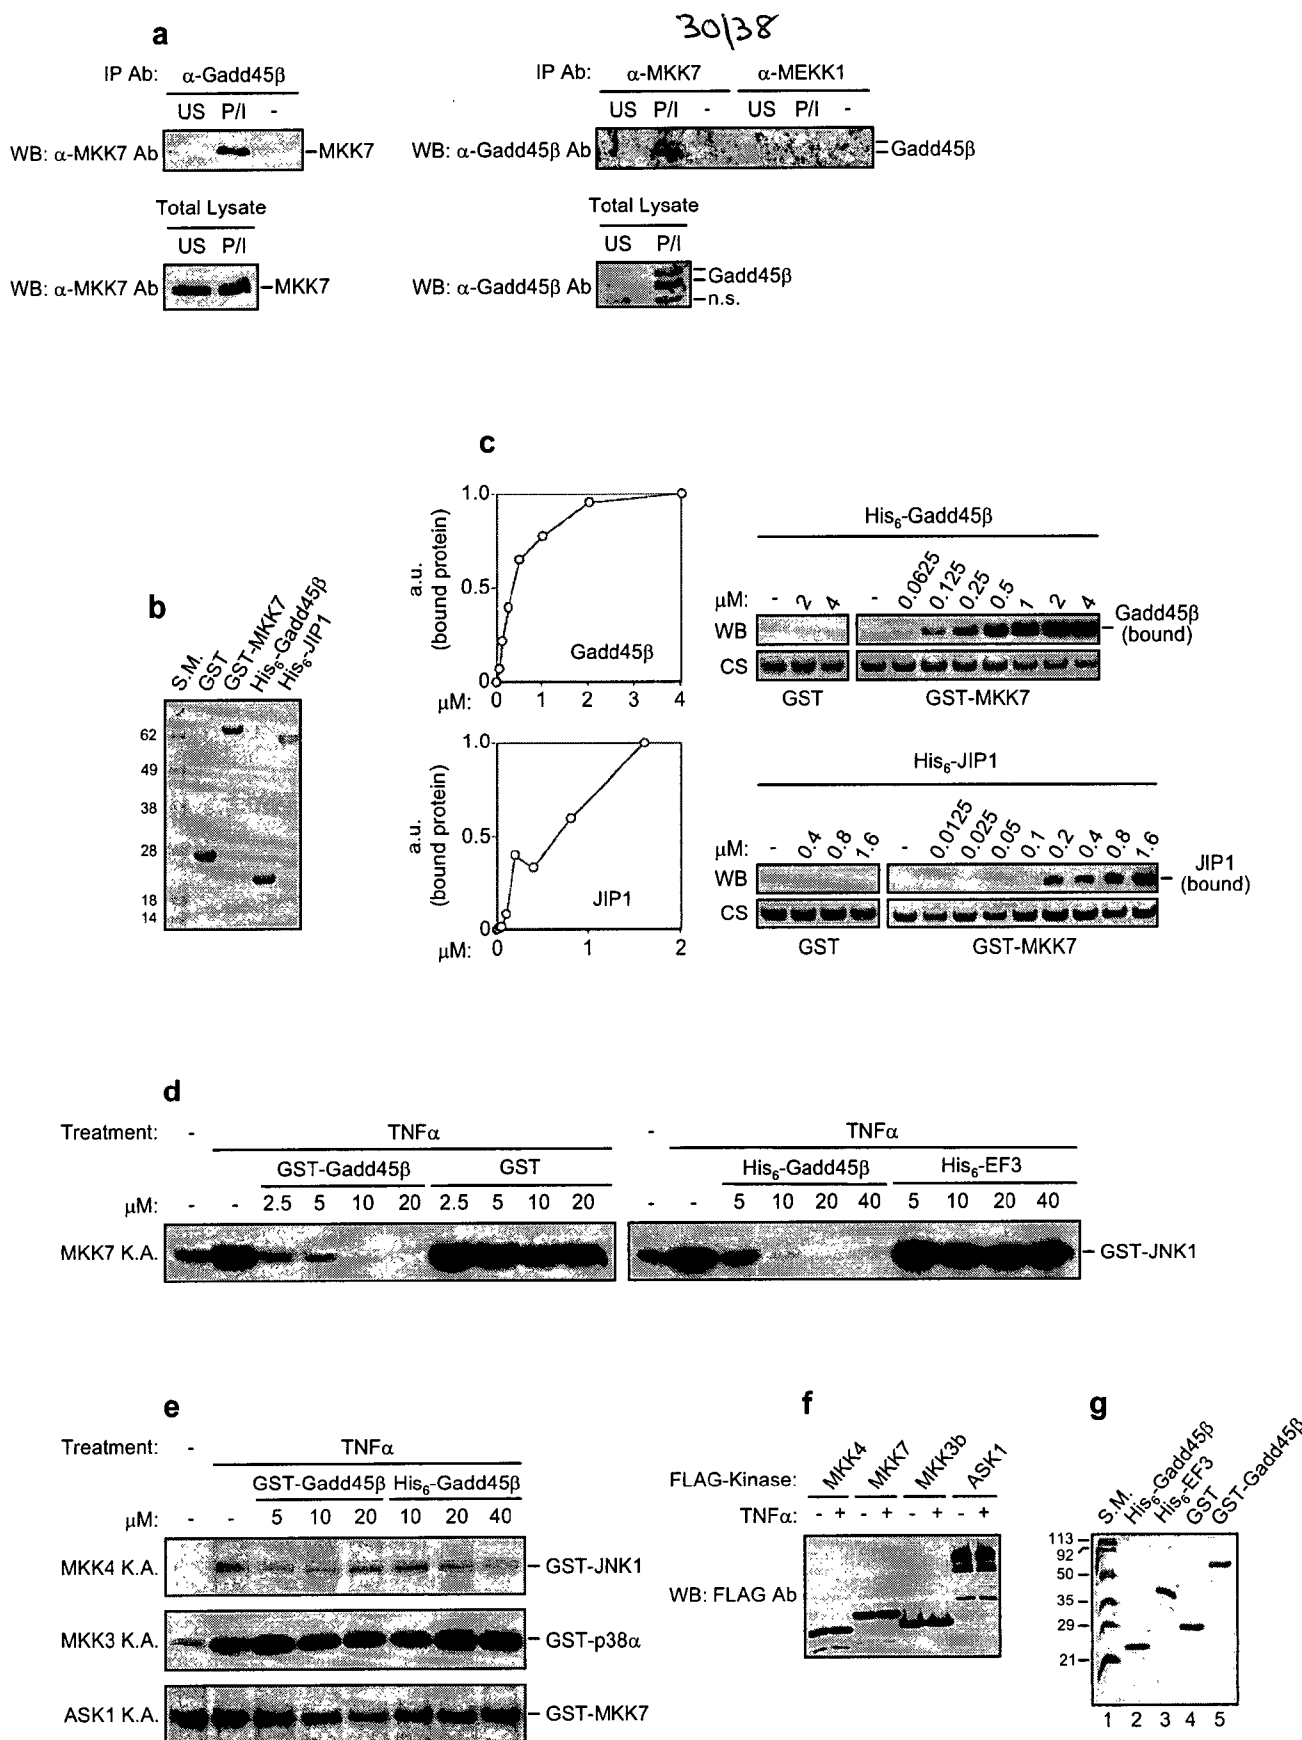 30/38
a
IP Ab: α-Gadd45β
US P/I -
WB: α-MKK7 Ab -MKK7
Total Lysate
US P/I
WB: α-MKK7 Ab -MKK7
IP Ab: α-MKK7 α-MEKK1
US P/I - US P/I -
WB: α-Gadd45β Ab Gadd45β
Total Lysate
US P/I
WB: α-Gadd45β Ab Gadd45β
n.s.
b
S.M. GST GST-MKK7 His6-Gadd45β His6-JIP1
62
49
38
28
18
14
c
a.u.
(bound protein)
1.0
0.5
0
Gadd45β
μM: 0 1 2 3 4
a.u.
(bound protein)
1.0
0.5
0
JIP1
μM: 0 1 2
His6-Gadd45β
μM: - 2 4 - 0.0625 0.125 0.25 0.5 1 2 4
WB Gadd45β
(bound)
CS
GST GST-MKK7
His6-JIP1
μM: - 0.4 0.8 1.6 - 0.0125 0.025 0.05 0.1 0.2 0.4 0.8 1.6
WB JIP1
(bound)
CS
GST GST-MKK7
d
Treatment: - TNFα - TNFα
GST-Gadd45β GST His6-Gadd45β His6-EF3
μM: - - 2.5 5 10 20 2.5 5 10 20 - - 5 10 20 40 5 10 20 40
MKK7 K.A. GST-JNK1
e
Treatment: - TNFα
GST-Gadd45β His6-Gadd45β
μM: - - 5 10 20 10 20 40
MKK4 K.A. GST-JNK1
MKK3 K.A. GST-p38α
ASK1 K.A. GST-MKK7
f
FLAG-Kinase: MKK4 MKK7 MKK3b ASK1
TNFα: - + - + - + - +
WB: FLAG Ab
g
S.M. His6-Gadd45β His6-EF3 GST GST-Gadd45β
113
92
50
35
29
21
1 2 3 4 5